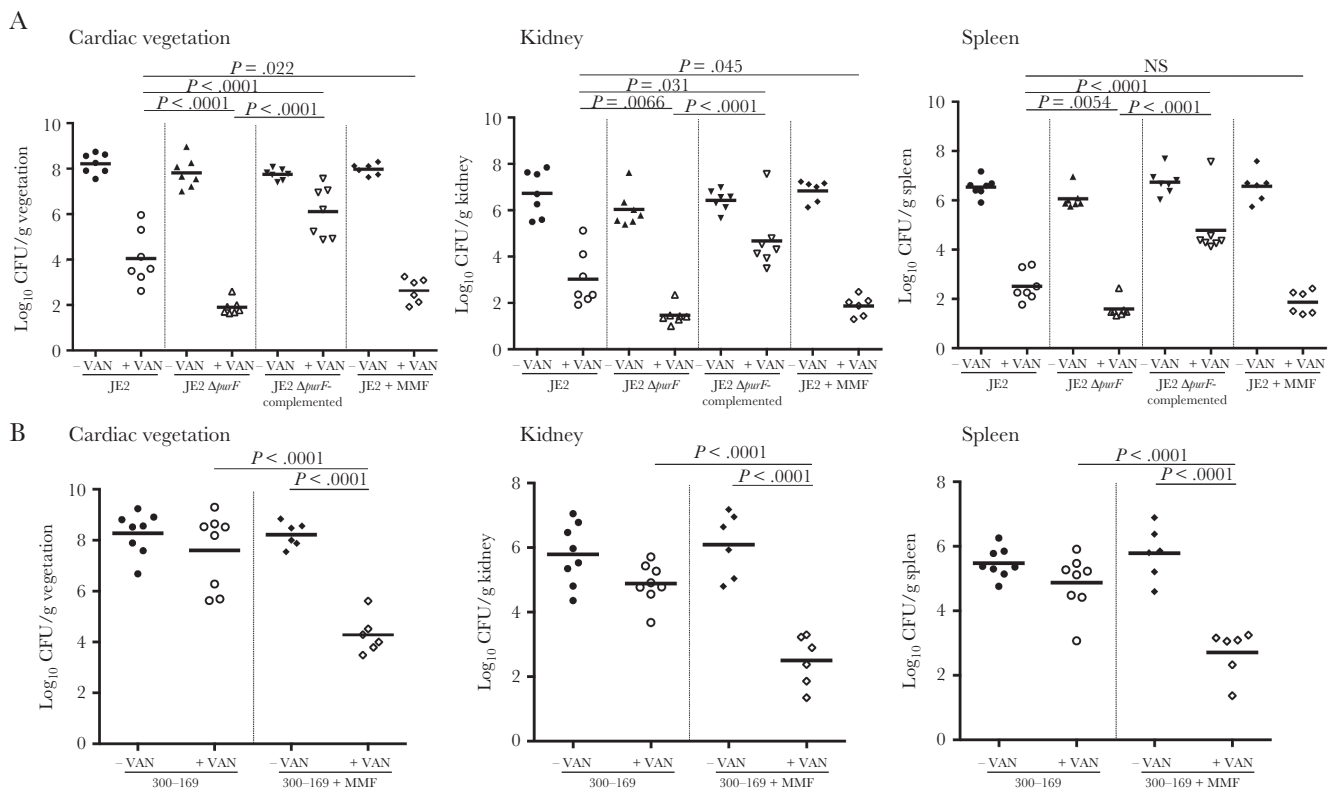 A
Cardiac vegetation
P = .022
P < .0001
P < .0001 P < .0001
Log10 CFU/g vegetation
10
8
6
4
2
0
– VAN + VAN – VAN + VAN – VAN + VAN – VAN + VAN
JE2 JE2 ΔpurF JE2 ΔpurF-complemented JE2 + MMF
Kidney
P = .045
P = .031
P = .0066 P < .0001
Log10 CFU/g kidney
10
8
6
4
2
0
– VAN + VAN – VAN + VAN – VAN + VAN – VAN + VAN
JE2 JE2 ΔpurF JE2 ΔpurF-complemented JE2 + MMF
Spleen
NS
P < .0001
P = .0054 P < .0001
Log10 CFU/g spleen
10
8
6
4
2
0
– VAN + VAN – VAN + VAN – VAN + VAN – VAN + VAN
JE2 JE2 ΔpurF JE2 ΔpurF-complemented JE2 + MMF
B
Cardiac vegetation
P < .0001
P < .0001
Log10 CFU/g vegetation
10
8
6
4
2
0
– VAN + VAN – VAN + VAN
300–169 300–169 + MMF
Kidney
P < .0001
P < .0001
Log10 CFU/g kidney
8
6
4
2
0
– VAN + VAN – VAN + VAN
300–169 300–169 + MMF
Spleen
P < .0001
P < .0001
Log10 CFU/g spleen
8
6
4
2
0
– VAN + VAN – VAN + VAN
300–169 300–169 + MMF